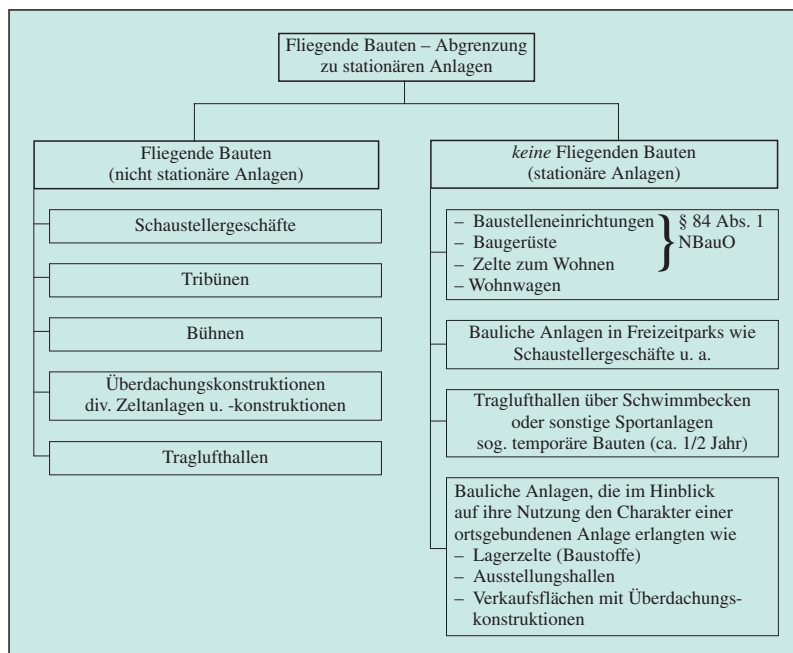 Fliegende Bauten – Abgrenzung
zu stationären Anlagen
Fliegende Bauten
(nicht stationäre Anlagen)
Schaustellergeschäfte
Tribünen
Bühnen
Überdachungskonstruktionen
div. Zeltanlagen u. -konstruktionen
Traglufthallen
keine Fliegenden Bauten
(stationäre Anlagen)
– Baustelleneinrichtungen } § 84 Abs. 1
– Baugerüste NBauO
– Zelte zum Wohnen
– Wohnwagen
Bauliche Anlagen in Freizeitparks wie
Schaustellergeschäfte u. a.
Traglufthallen über Schwimmbecken
oder sonstige Sportanlagen
sog. temporäre Bauten (ca. 1/2 Jahr)
Bauliche Anlagen, die im Hinblick
auf ihre Nutzung den Charakter einer
ortsgebundenen Anlage erlangten wie
– Lagerzelte (Baustoffe)
– Ausstellungshallen
– Verkaufsflächen mit Überdachungs-
konstruktionen